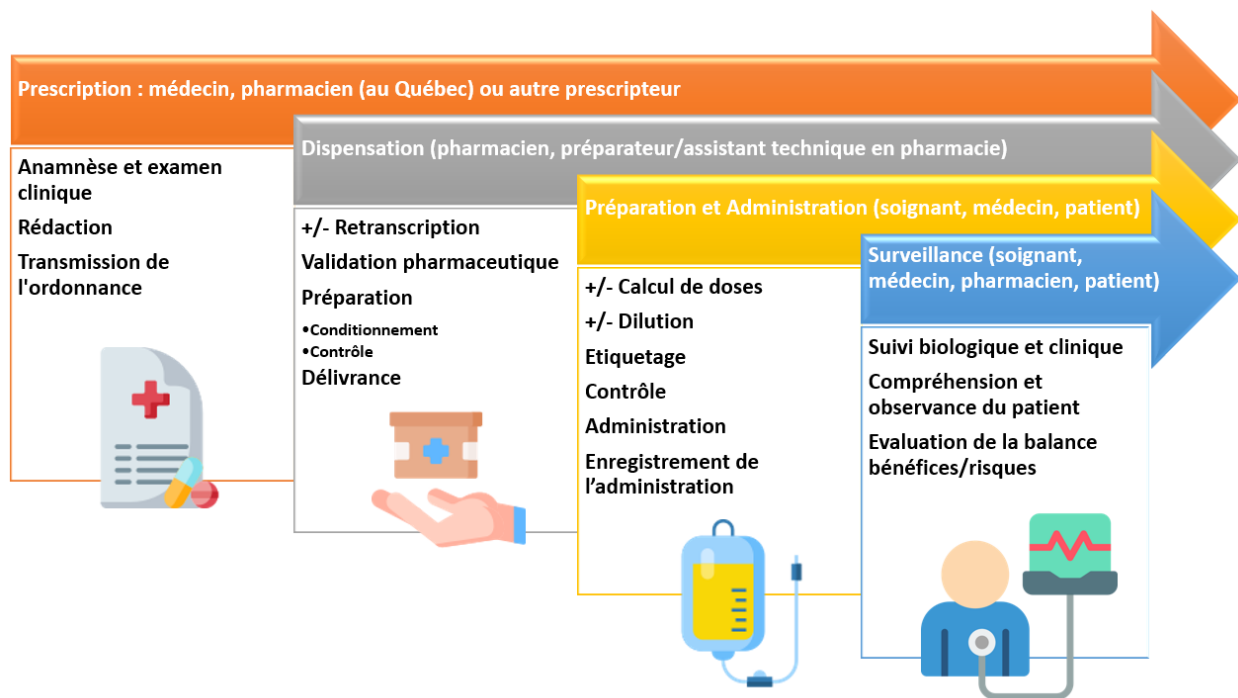 Prescription : médecin, pharmacien (au Québec) ou autre prescripteur
Anamnèse et examen
clinique
Rédaction
Transmission de
l'ordonnance
Dispensation (pharmacien, préparateur/assistant technique en pharmacie)
+/- Retranscription
Validation pharmaceutique
Préparation
•Conditionnement
•Contrôle
Délivrance
Préparation et Administration (soignant, médecin, patient)
+/- Calcul de doses
+/- Dilution
Etiquetage
Contrôle
Administration
Enregistrement de
l’administration
Surveillance (soignant,
médecin, pharmacien, patient)
Suivi biologique et clinique
Compréhension et
observance du patient
Evaluation de la balance
bénéfices/risques